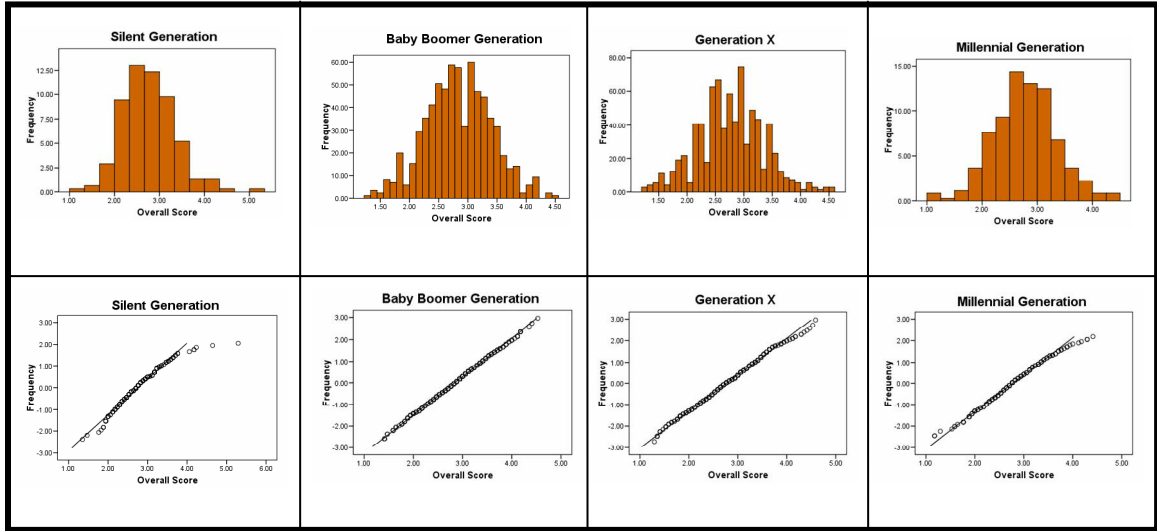 Silent Generation
12.50
10.00
7.50
5.00
2.50
0.00
Frequency
1.00 2.00 3.00 4.00 5.00
Overall Score
Baby Boomer Generation
60.00
50.00
40.00
30.00
20.00
10.00
0.00
Frequency
1.50 2.00 2.50 3.00 3.50 4.00 4.50
Overall Score
Generation X
80.00
60.00
40.00
20.00
0.00
Frequency
1.50 2.00 2.50 3.00 3.50 4.00 4.50
Overall Score
Millennial Generation
15.00
10.00
5.00
0.00
Frequency
1.00 2.00 3.00 4.00
Overall Score
Silent Generation
3.00
2.00
1.00
0.00
-1.00
-2.00
-3.00
Frequency
1.00 2.00 3.00 4.00 5.00 6.00
Overall Score
Baby Boomer Generation
3.00
2.00
1.00
0.00
-1.00
-2.00
-3.00
Frequency
1.00 2.00 3.00 4.00 5.00
Overall Score
Generation X
3.00
2.00
1.00
0.00
-1.00
-2.00
-3.00
Frequency
1.00 2.00 3.00 4.00 5.00
Overall Score
Millennial Generation
3.00
2.00
1.00
0.00
-1.00
-2.00
-3.00
Frequency
1.00 2.00 3.00 4.00 5.00
Overall Score